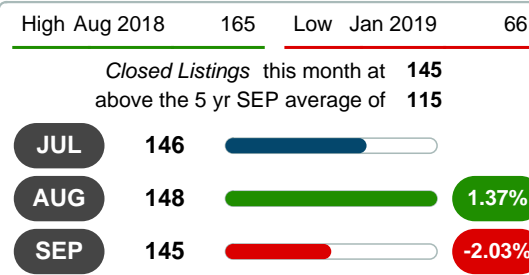 High Aug 2018 165 Low Jan 2019 66
Closed Listings this month at 145
above the 5 yr SEP average of 115
JUL 146
AUG 148 1.37%
SEP 145 -2.03%